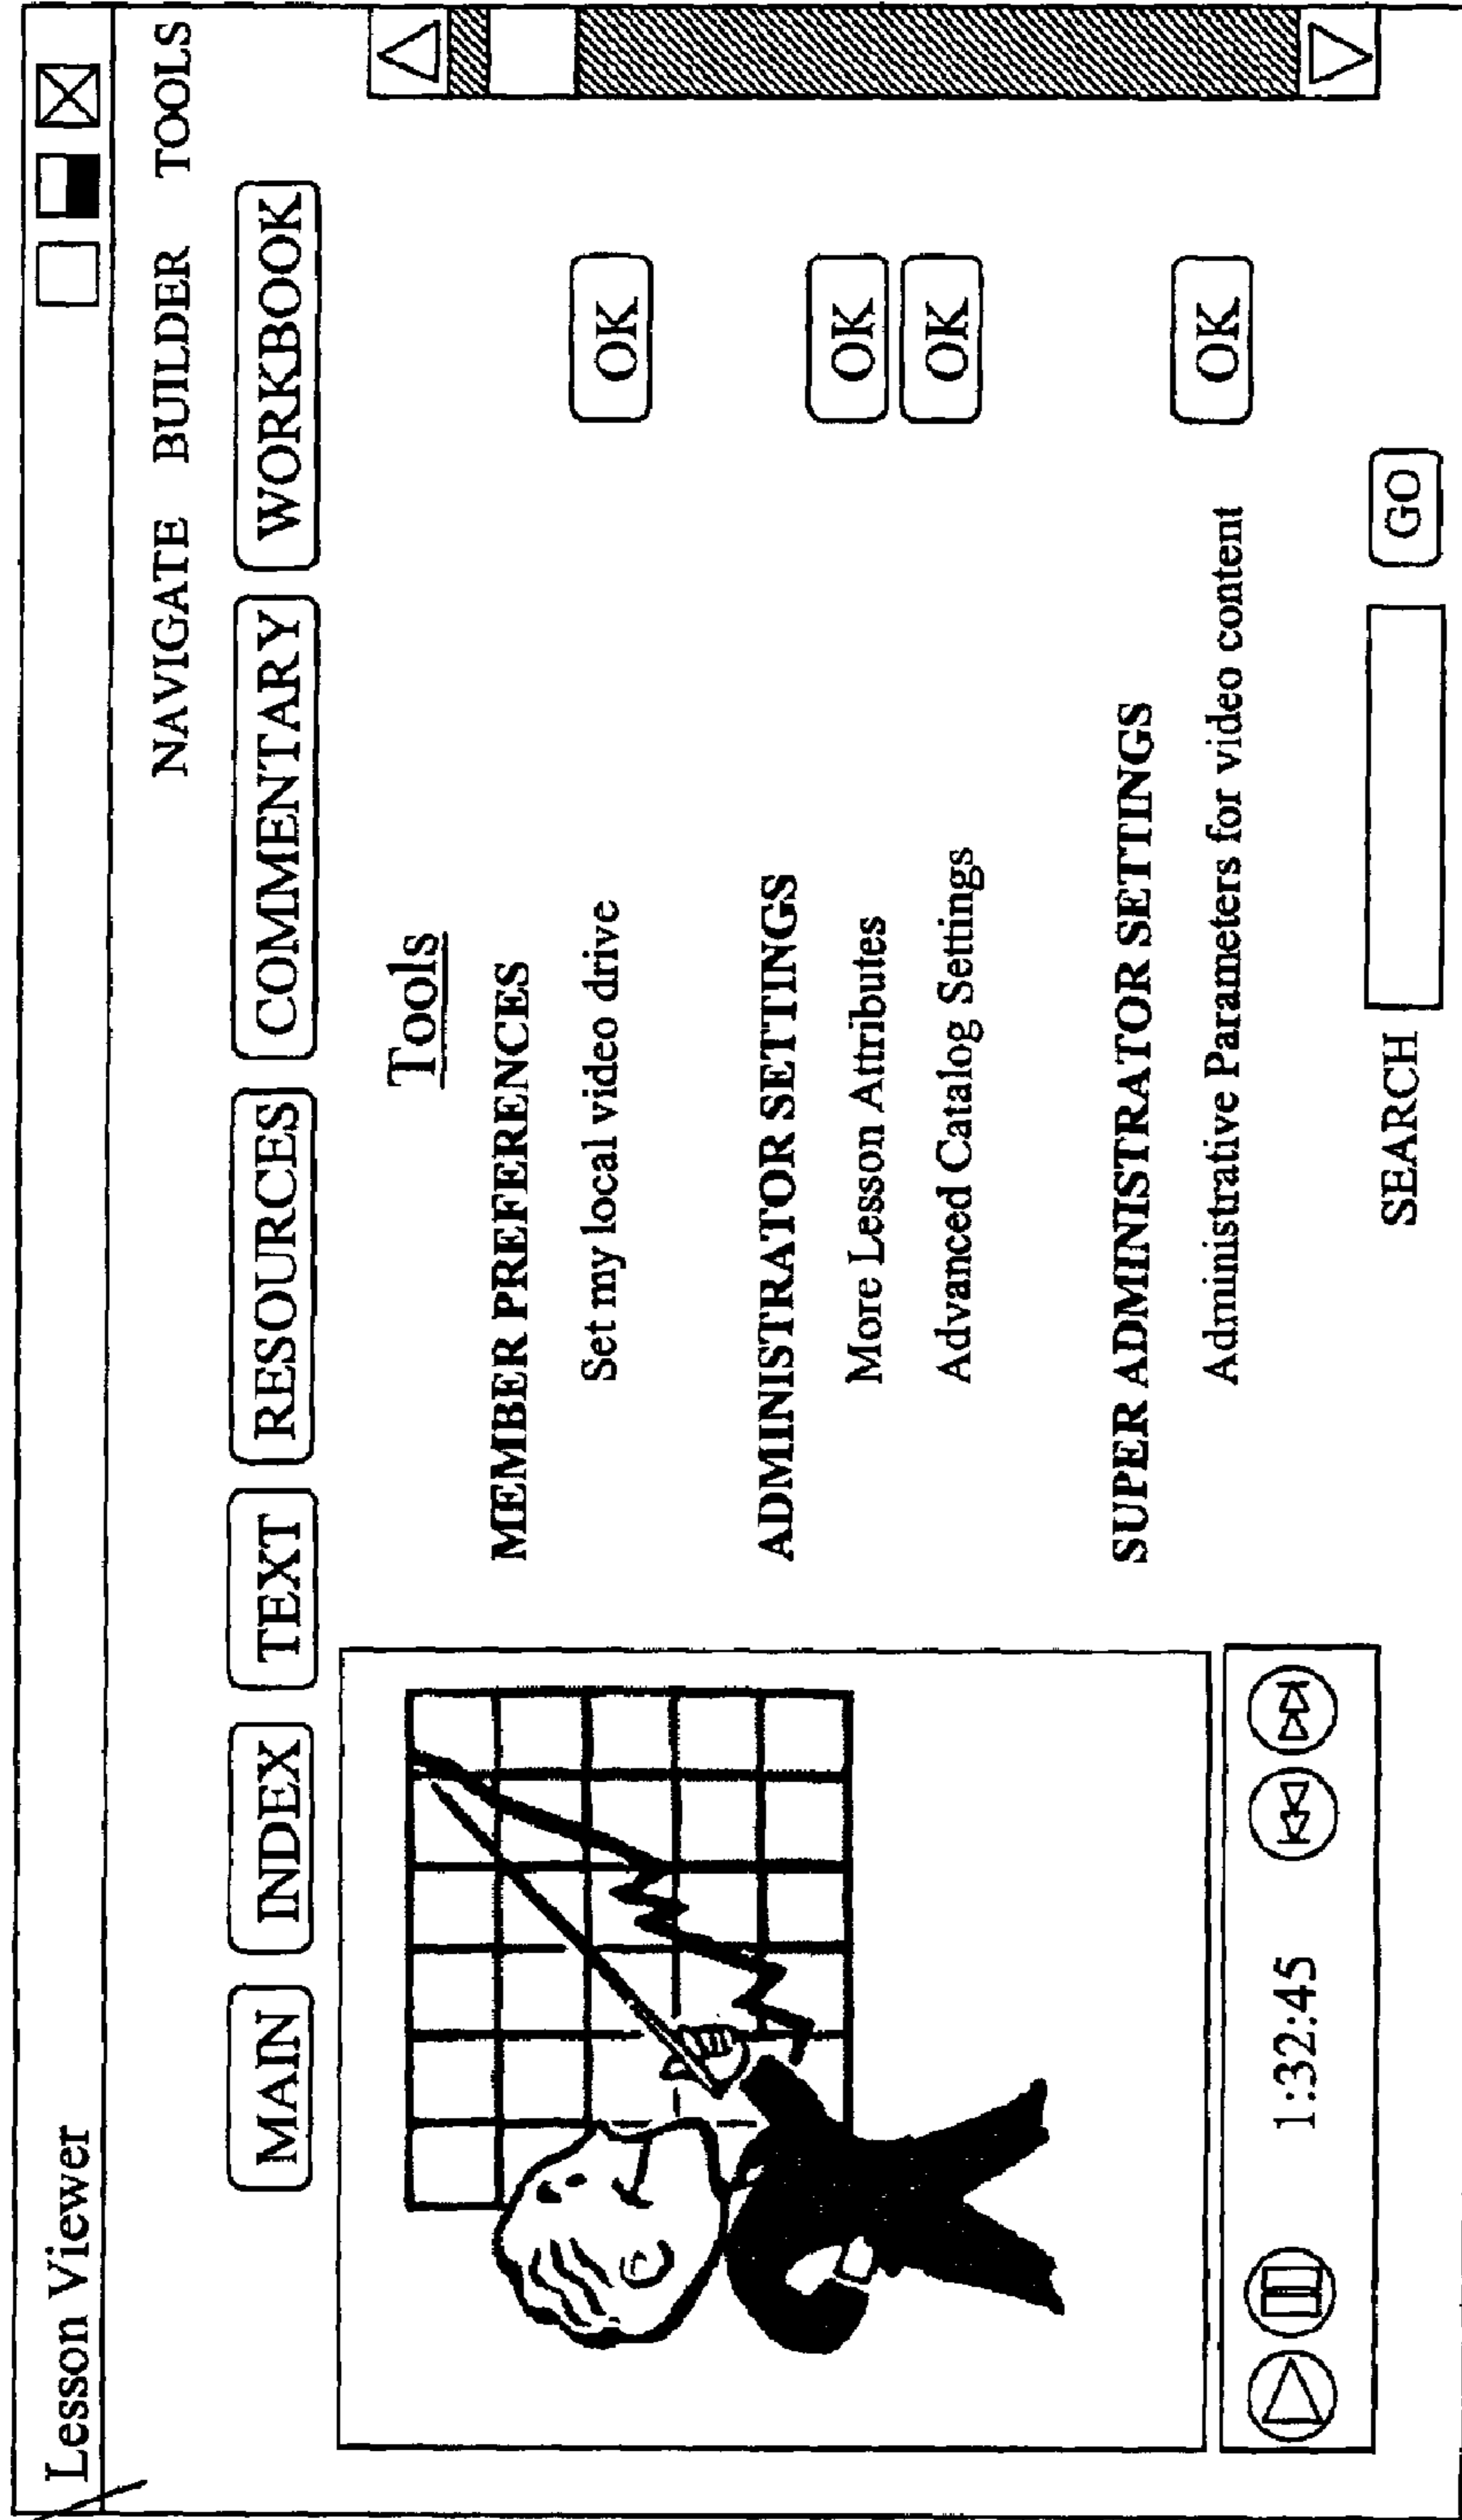 Lesson Viewer
NAVIGATE BUILDER TOOLS
MAIN INDEX TEXT RESOURCES COMMENTARY WORKBOOK
Tools
MEMBER PREFERENCES
Set my local video drive OK
ADMINISTRATOR SETTINGS
More Lesson Attributes OK
Advanced Catalog Settings OK
SUPER ADMINISTRATOR SETTINGS
Administrative Parameters for video content OK
1:32:45
SEARCH GO